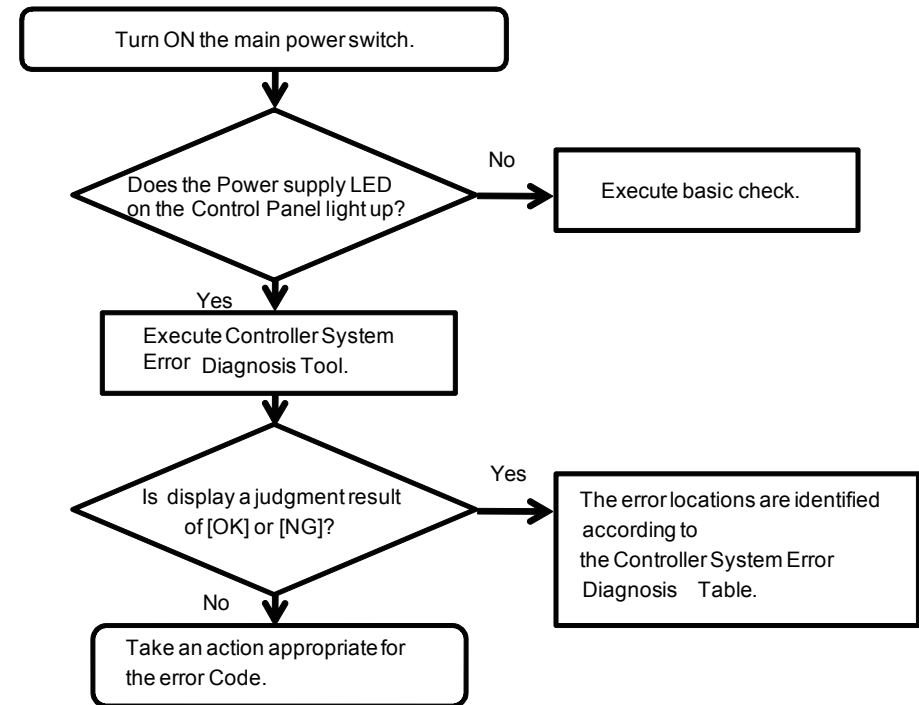 Turn ON the main power switch.
Does the Power supply LED
on the Control Panel light up?
No
Execute basic check.
Yes
Execute Controller System
Error Diagnosis Tool.
Is display a judgment result
of [OK] or [NG]?
Yes
The error locations are identified
according to
the Controller System Error
Diagnosis Table.
No
Take an action appropriate for
the error Code.